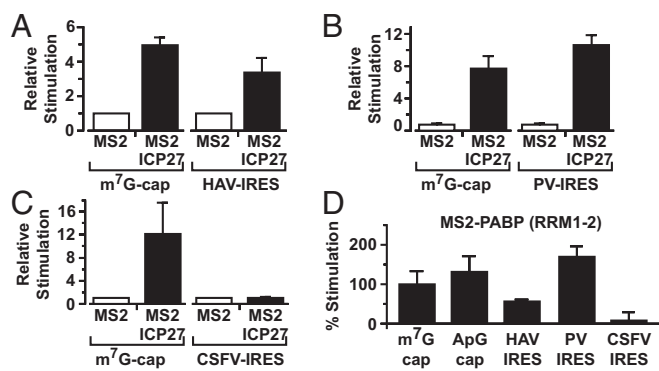 A
Relative
Stimulation
6
4
2
0
MS2 MS2 MS2 MS2
ICP27 ICP27
m⁷G-cap HAV-IRES
B
Relative
Stimulation
12
8
4
0
MS2 MS2 MS2 MS2
ICP27 ICP27
m⁷G-cap PV-IRES
C
Relative
Stimulation
16
12
8
4
0
MS2 MS2 MS2 MS2
ICP27 ICP27
m⁷G-cap CSFV-IRES
D
MS2-PABP (RRM1-2)
% Stimulation
200
100
0
m⁷G ApG HAV PV CSFV
cap cap IRES IRES IRES